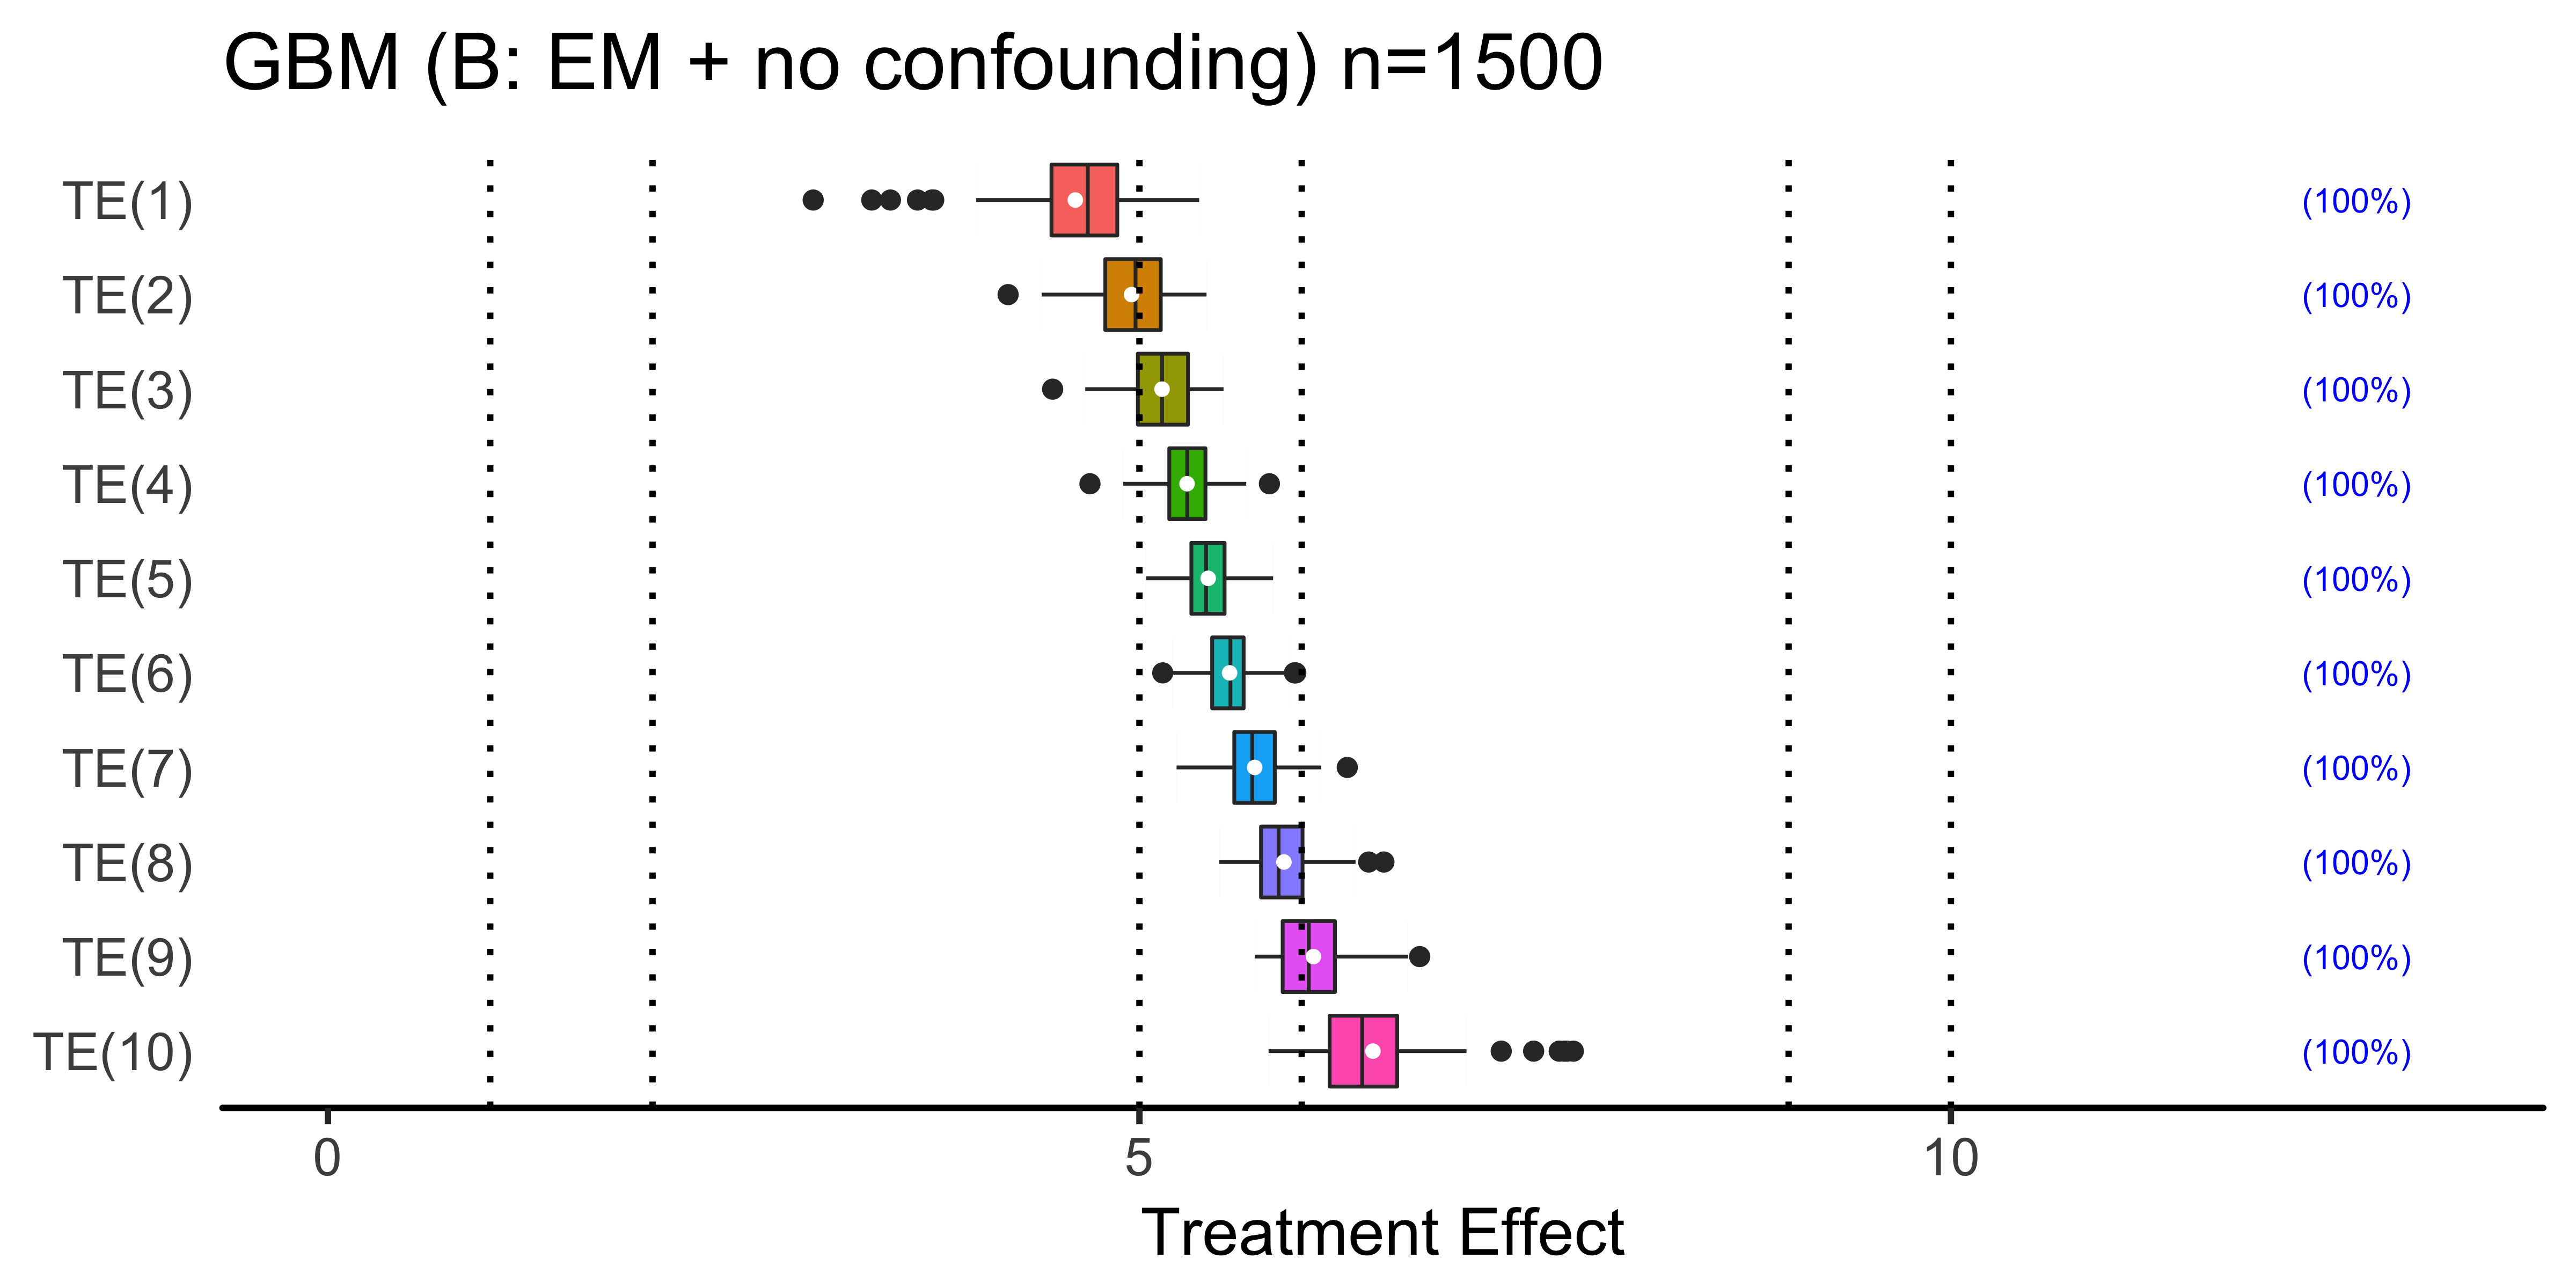 GBM (B: EM + no confounding) n=1500
TE(1) (100%)
TE(2) (100%)
TE(3) (100%)
TE(4) (100%)
TE(5) (100%)
TE(6) (100%)
TE(7) (100%)
TE(8) (100%)
TE(9) (100%)
TE(10) (100%)
0 5 10
Treatment Effect